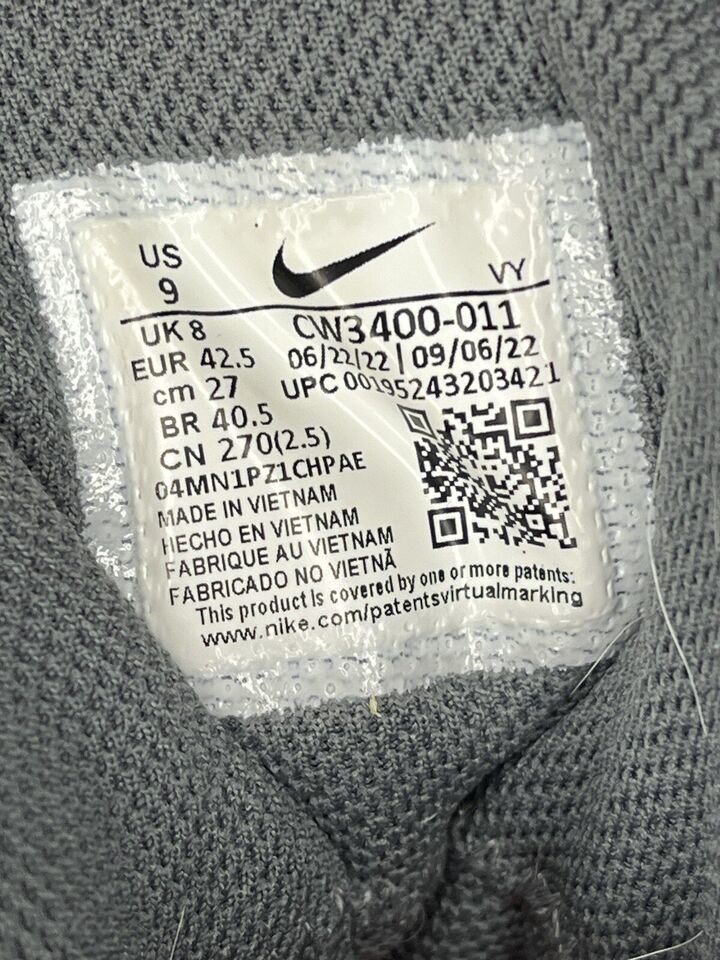 US
9
VY
UK 8
CW3400-011
EUR 42.5
06/22/22 | 09/06/22
cm 27
UPC 00195243203421
BR 40.5
CN 270(2.5)
04MN1PZ1CHPAE
MADE IN VIETNAM
HECHO EN VIETNAM
FABRIQUE AU VIETNAM
FABRICADO NO VIETNÃ
This product is covered by one or more patents:
www.nike.com/patentsvirtualmarking